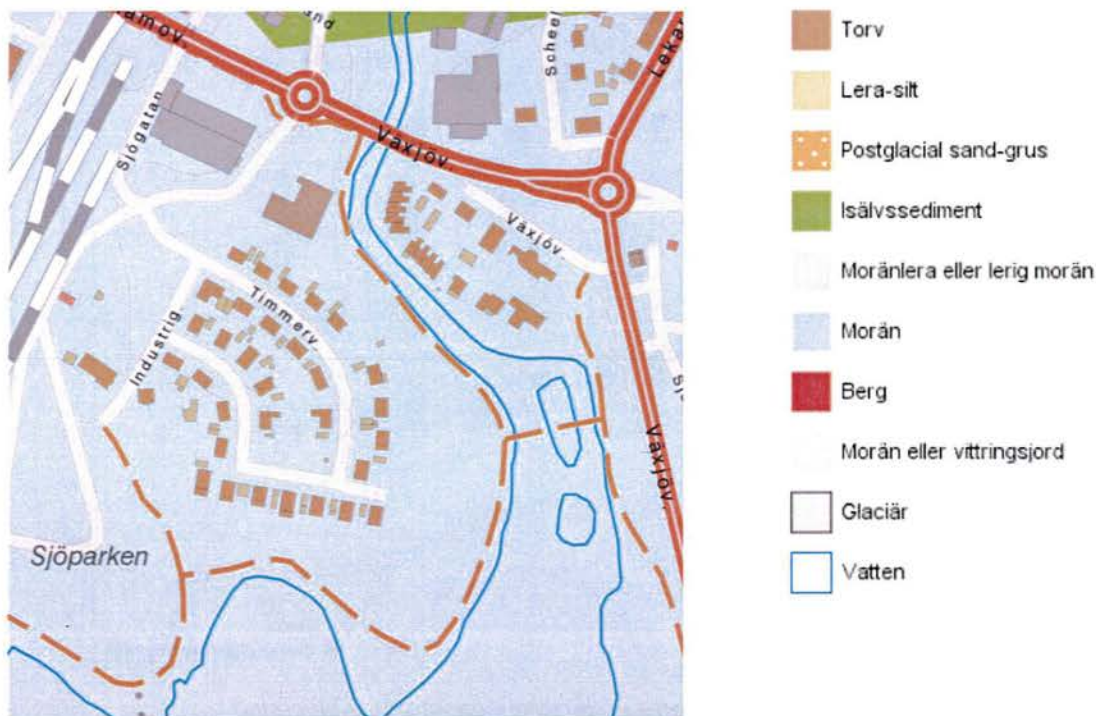 Växjöv.
Sjögatan
Scheel
Lekar
Växjöv.
Timmerv.
Industrig
Växjöv.
Sjöparken
Torv
Lera-silt
Postglacial sand-grus
Isälvssediment
Moränlera eller lerig morän
Morän
Berg
Morän eller vittringsjord
Glaciär
Vatten